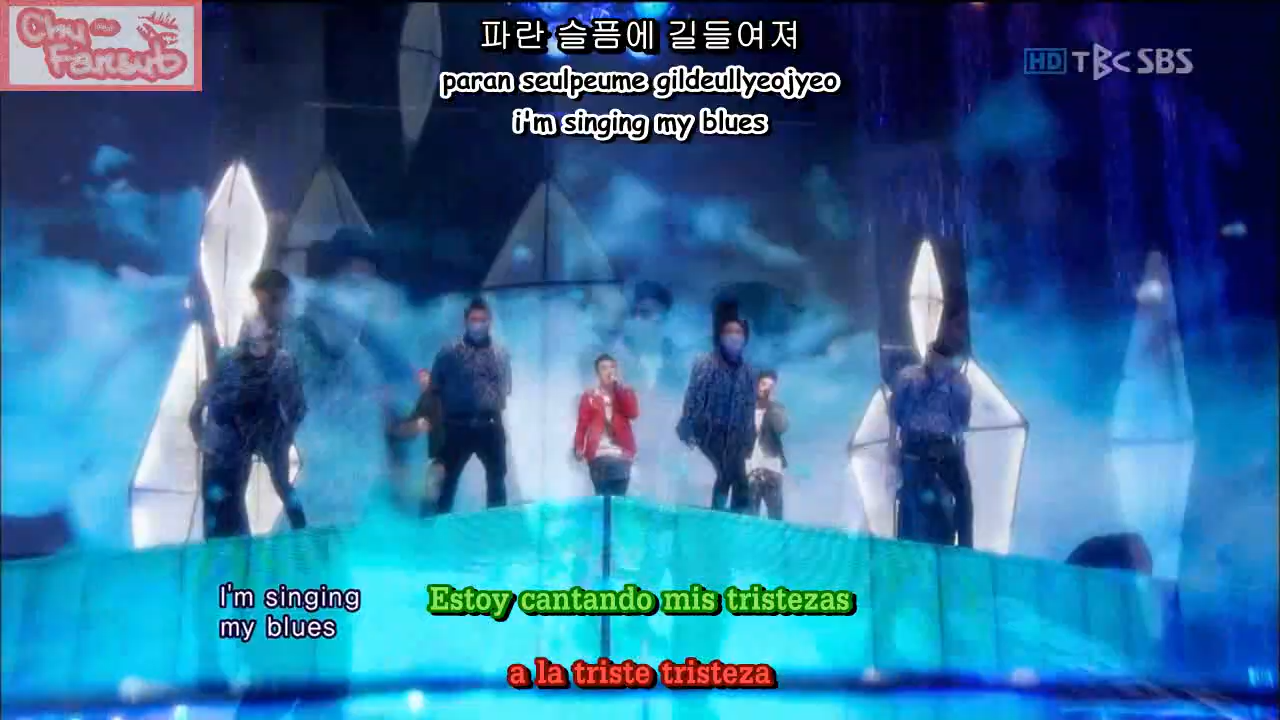 Chu~
Fansub
HD TBC SBS
파란 슬픔에 길들여져
paran seulpeume gildeullyeojyeo
i'm singing my blues
I'm singing
my blues
Estoy cantando mis tristezas
a la triste tristeza